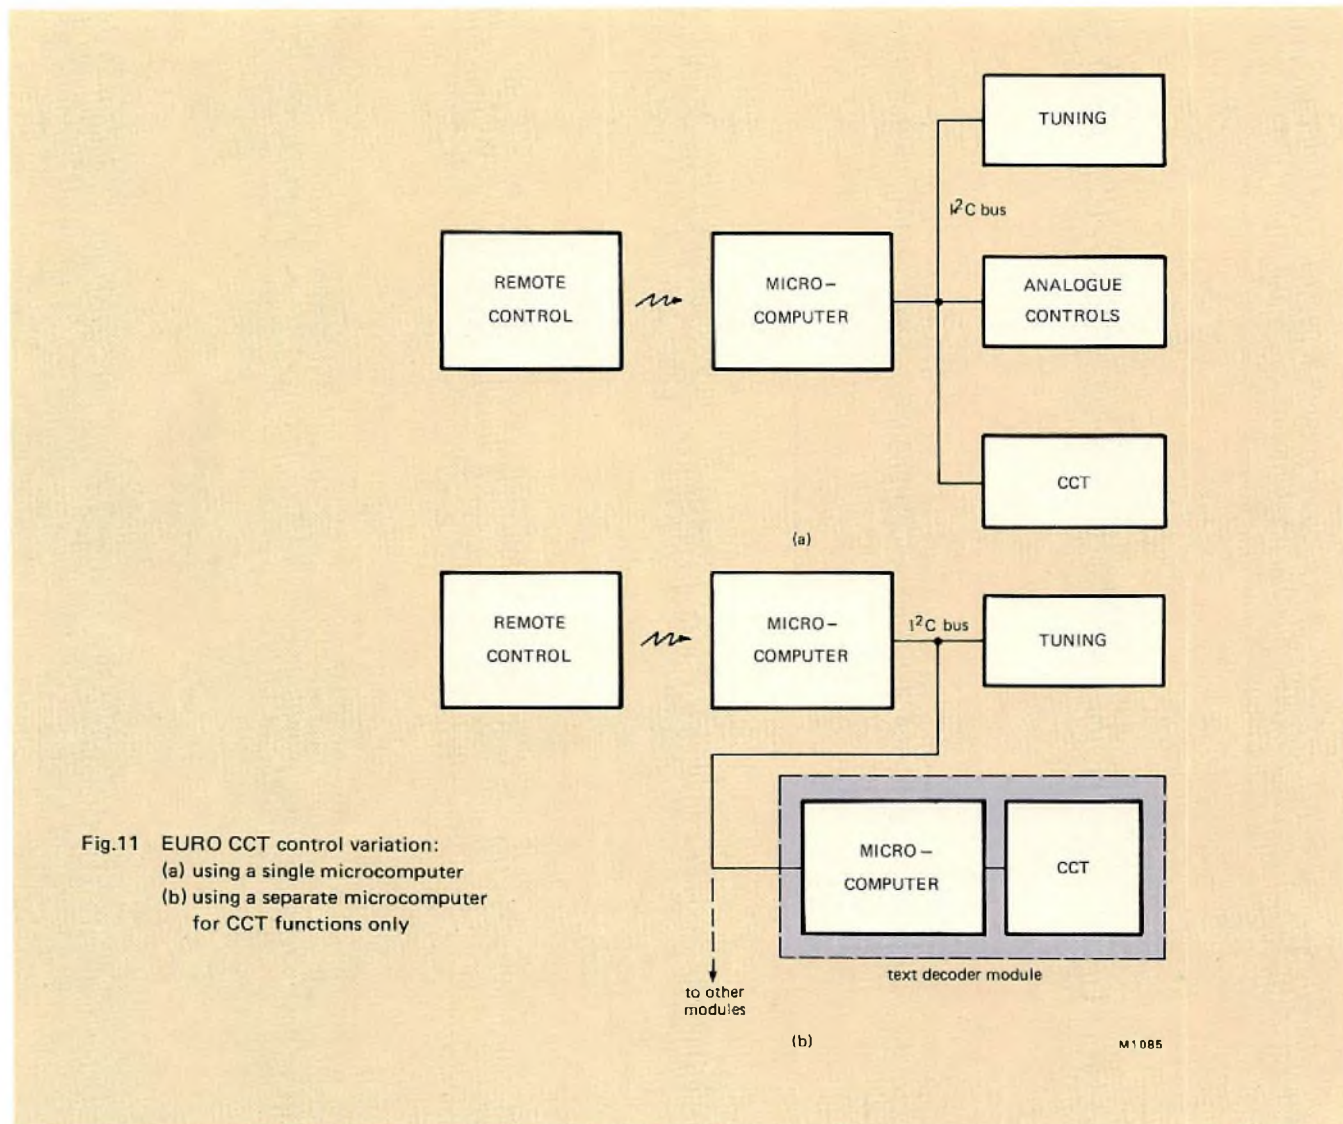 TUNING
I²C bus
REMOTE
CONTROL
MICRO–
COMPUTER
ANALOGUE
CONTROLS
CCT
(a)
REMOTE
CONTROL
MICRO–
COMPUTER
I²C bus
TUNING
MICRO–
COMPUTER
CCT
text decoder module
to other
modules
(b)
M1085
Fig.11 EURO CCT control variation:
(a) using a single microcomputer
(b) using a separate microcomputer
for CCT functions only